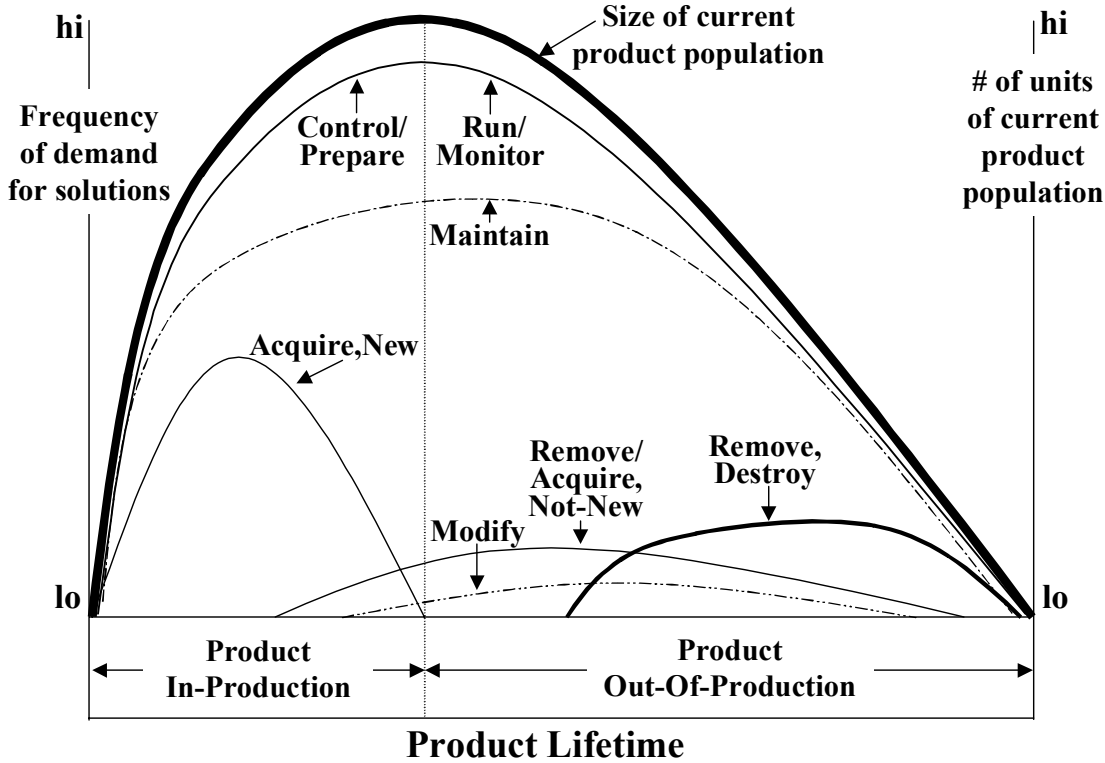 hi
Size of current
product population
hi
Frequency
of demand
for solutions
Control/
Prepare
Run/
Monitor
# of units
of current
product
population
Maintain
Acquire,New
Remove/
Acquire,
Not-New
Remove,
Destroy
Modify
lo
lo
Product
In-Production
Product
Out-Of-Production
Product Lifetime